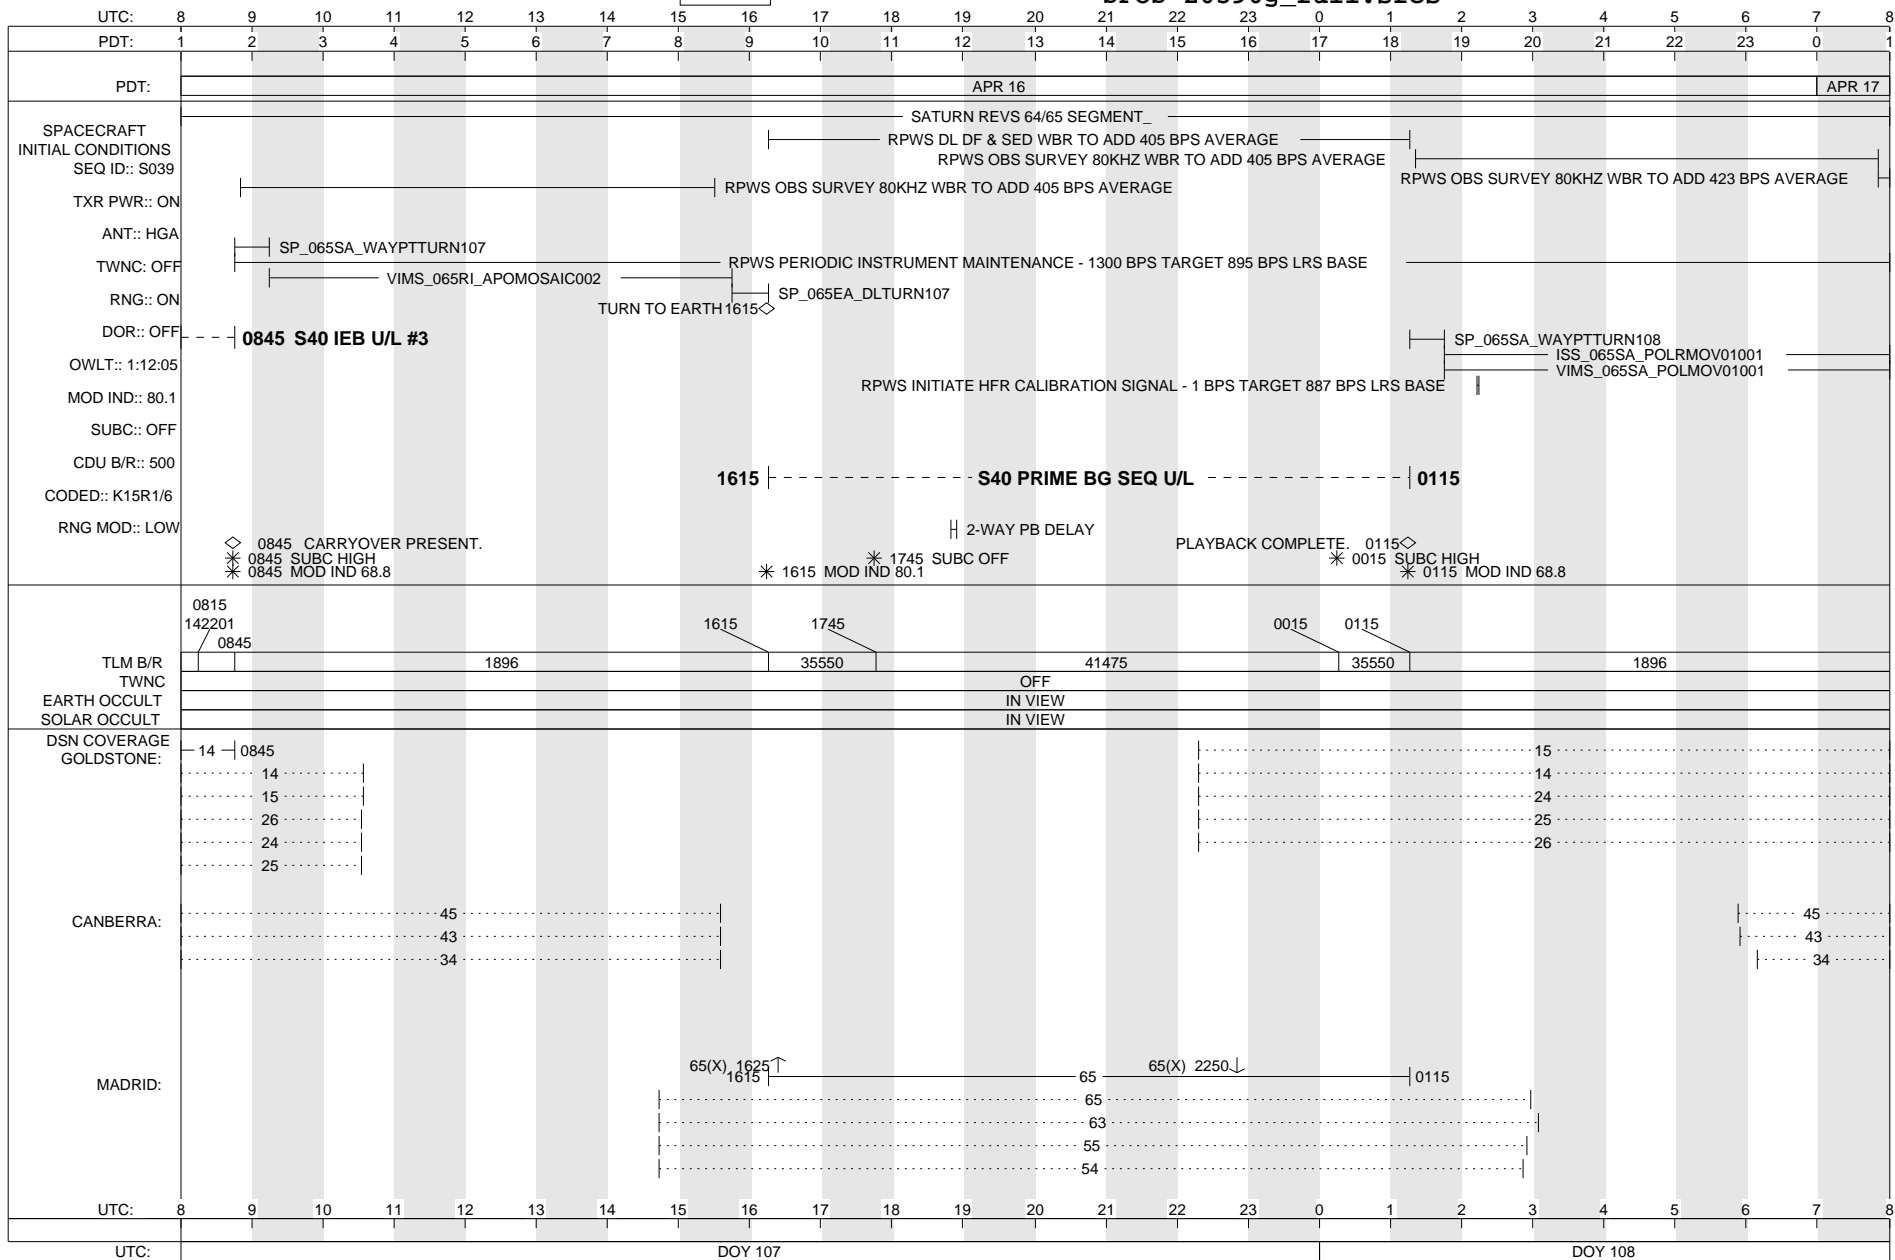 UTC: 8 9 10 11 12 13 14 15 16 17 18 19 20 21 22 23 0 1 2 3 4 5 6 7 8
PDT: 1 2 3 4 5 6 7 8 9 10 11 12 13 14 15 16 17 18 19 20 21 22 23 0 1
PDT: APR 16 APR 17
SATURN REVS 64/65 SEGMENT_
SPACECRAFT
INITIAL CONDITIONS
RPWS DL DF & SED WBR TO ADD 405 BPS AVERAGE
RPWS OBS SURVEY 80KHZ WBR TO ADD 405 BPS AVERAGE
SEQ ID:: S039
RPWS OBS SURVEY 80KHZ WBR TO ADD 423 BPS AVERAGE
RPWS OBS SURVEY 80KHZ WBR TO ADD 405 BPS AVERAGE
TXR PWR:: ON
ANT:: HGA
SP_065SA_WAYPTTURN107
TWNC: OFF
RPWS PERIODIC INSTRUMENT MAINTENANCE - 1300 BPS TARGET 895 BPS LRS BASE
VIMS_065RI_APOMOSAIC002
RNG:: ON
SP_065EA_DLTURN107
TURN TO EARTH 1615
DOR:: OFF
0845 S40 IEB U/L #3
SP_065SA_WAYPTTURN108
ISS_065SA_POLRMOV01001
OWLT:: 1:12:05
VIMS_065SA_POLMOV01001
RPWS INITIATE HFR CALIBRATION SIGNAL - 1 BPS TARGET 887 BPS LRS BASE
MOD IND:: 80.1
SUBC:: OFF
CDU B/R:: 500
1615 S40 PRIME BG SEQ U/L 0115
CODED:: K15R1/6
RNG MOD:: LOW
2-WAY PB DELAY
0845 CARRYOVER PRESENT. PLAYBACK COMPLETE. 0115
0845 SUBC HIGH 1745 SUBC OFF 0015 SUBC HIGH
0845 MOD IND 68.8 1615 MOD IND 80.1 0115 MOD IND 68.8
0815
142201 1615 1745 0015 0115
0845
TLM B/R 1896 35550 41475 35550 1896
TWNC OFF
EARTH OCCULT IN VIEW
SOLAR OCCULT IN VIEW
DSN COVERAGE
GOLDSTONE: 14 0845 15
14 14
15 24
26 25
24 26
25
CANBERRA: 45 45
43 43
34 34
65(X) 1625 65(X) 2250
MADRID: 1615 65 0115
65
63
55
54
UTC: 8 9 10 11 12 13 14 15 16 17 18 19 20 21 22 23 0 1 2 3 4 5 6 7 8
UTC: DOY 107 DOY 108